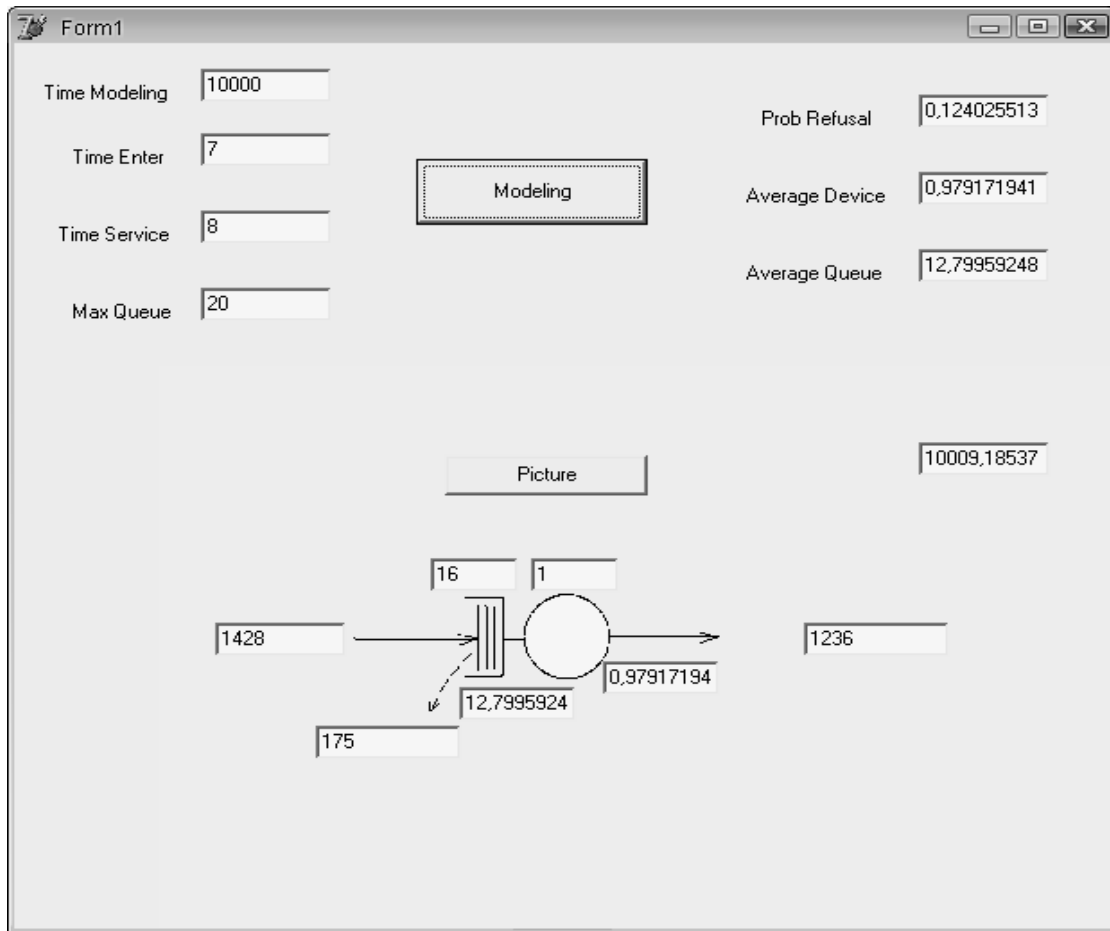 Form1
Time Modeling 10000
Prob Refusal 0,124025513
Time Enter 7
Modeling
Average Device 0,979171941
Time Service 8
Average Queue 12,79959248
Max Queue 20
10009,18537
Picture
16 1
1428 1236
0,97917194
12,7995924
175